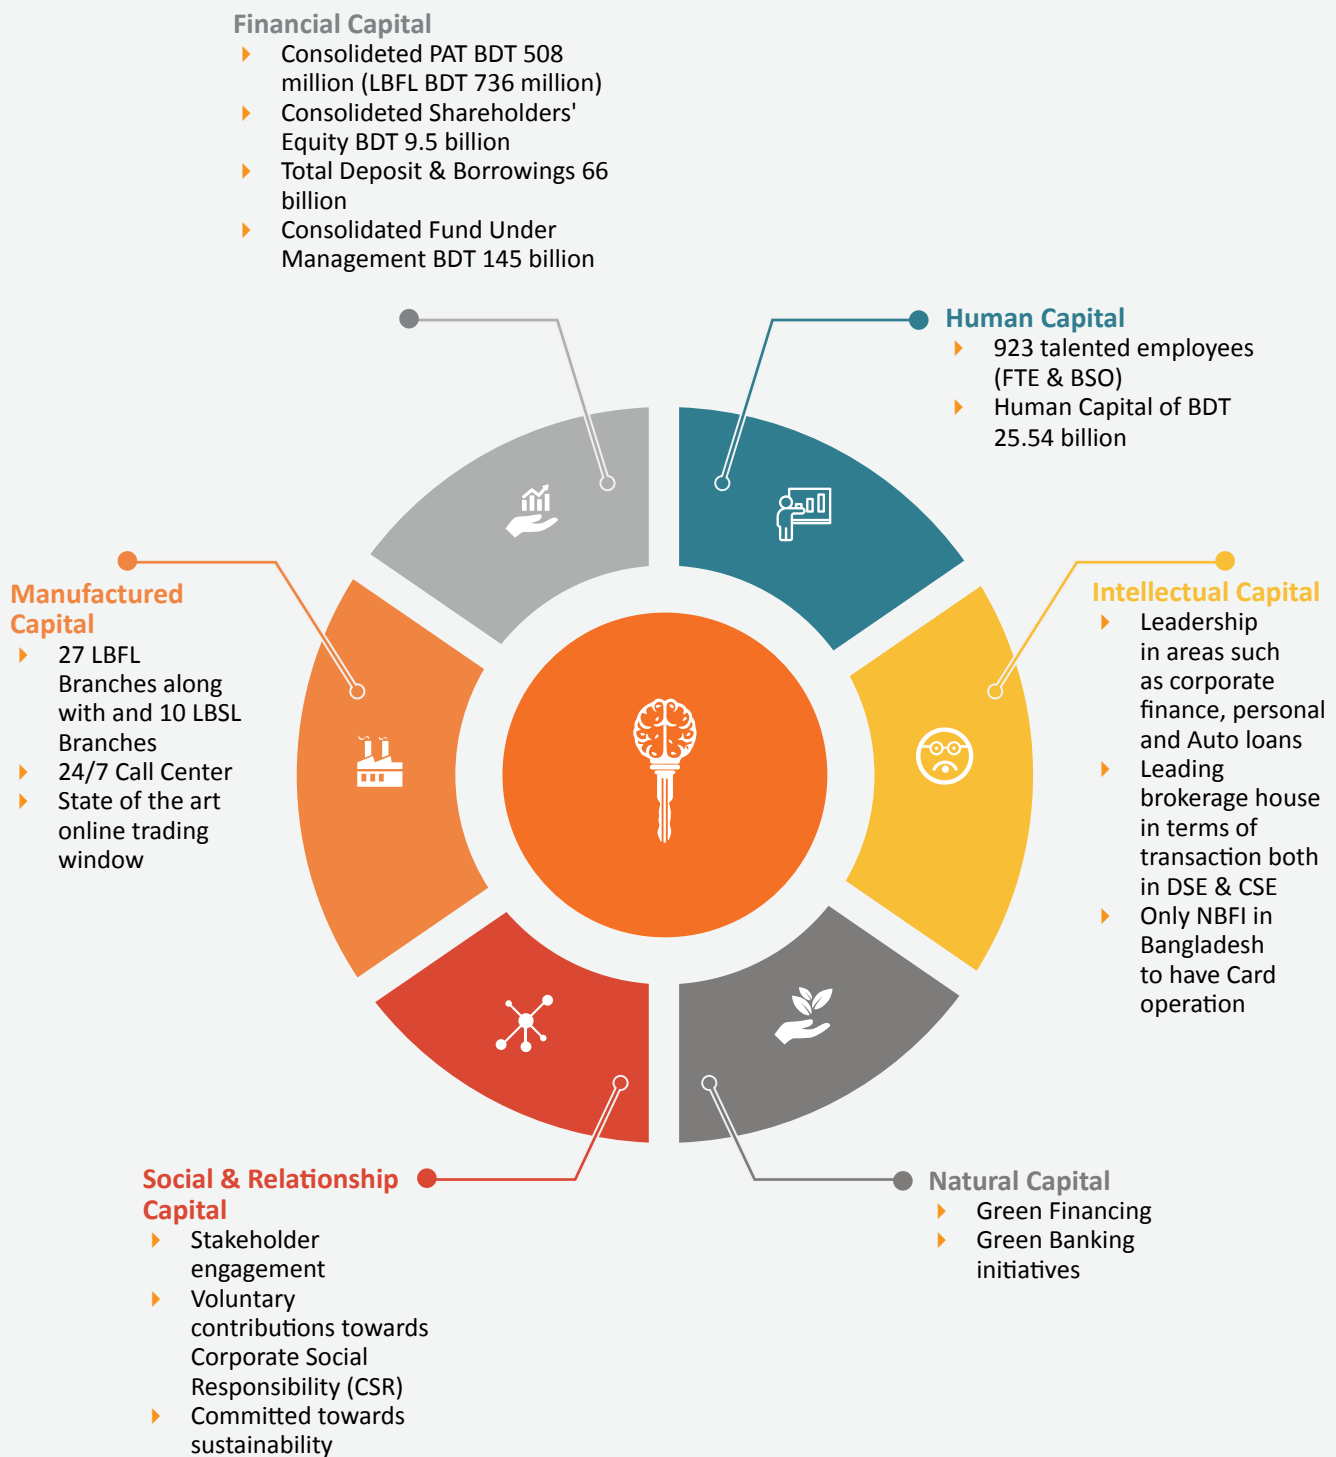 Financial Capital
Consolideted PAT BDT 508
million (LBFL BDT 736 million)
Consolideted Shareholders'
Equity BDT 9.5 billion
Total Deposit & Borrowings 66
billion
Consolidated Fund Under
Management BDT 145 billion
Human Capital
923 talented employees
(FTE & BSO)
Human Capital of BDT
25.54 billion
Manufactured
Capital
27 LBFL
Branches along
with and 10 LBSL
Branches
24/7 Call Center
State of the art
online trading
window
Intellectual Capital
Leadership
in areas such
as corporate
finance, personal
and Auto loans
Leading
brokerage house
in terms of
transaction both
in DSE & CSE
Only NBFI in
Bangladesh
to have Card
operation
Social & Relationship
Capital
Stakeholder
engagement
Voluntary
contributions towards
Corporate Social
Responsibility (CSR)
Committed towards
sustainability
Natural Capital
Green Financing
Green Banking
initiatives